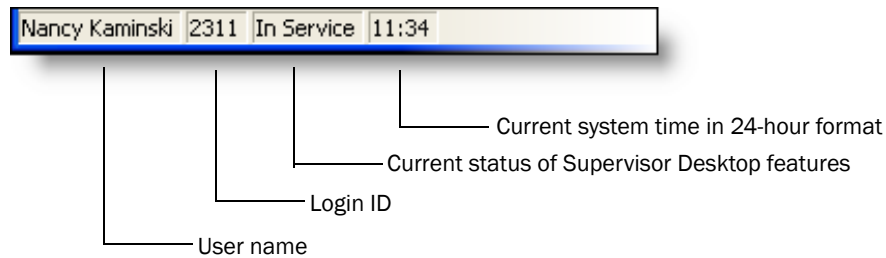 Nancy Kaminski 2311 In Service 11:34
Current system time in 24-hour format
Current status of Supervisor Desktop features
Login ID
User name